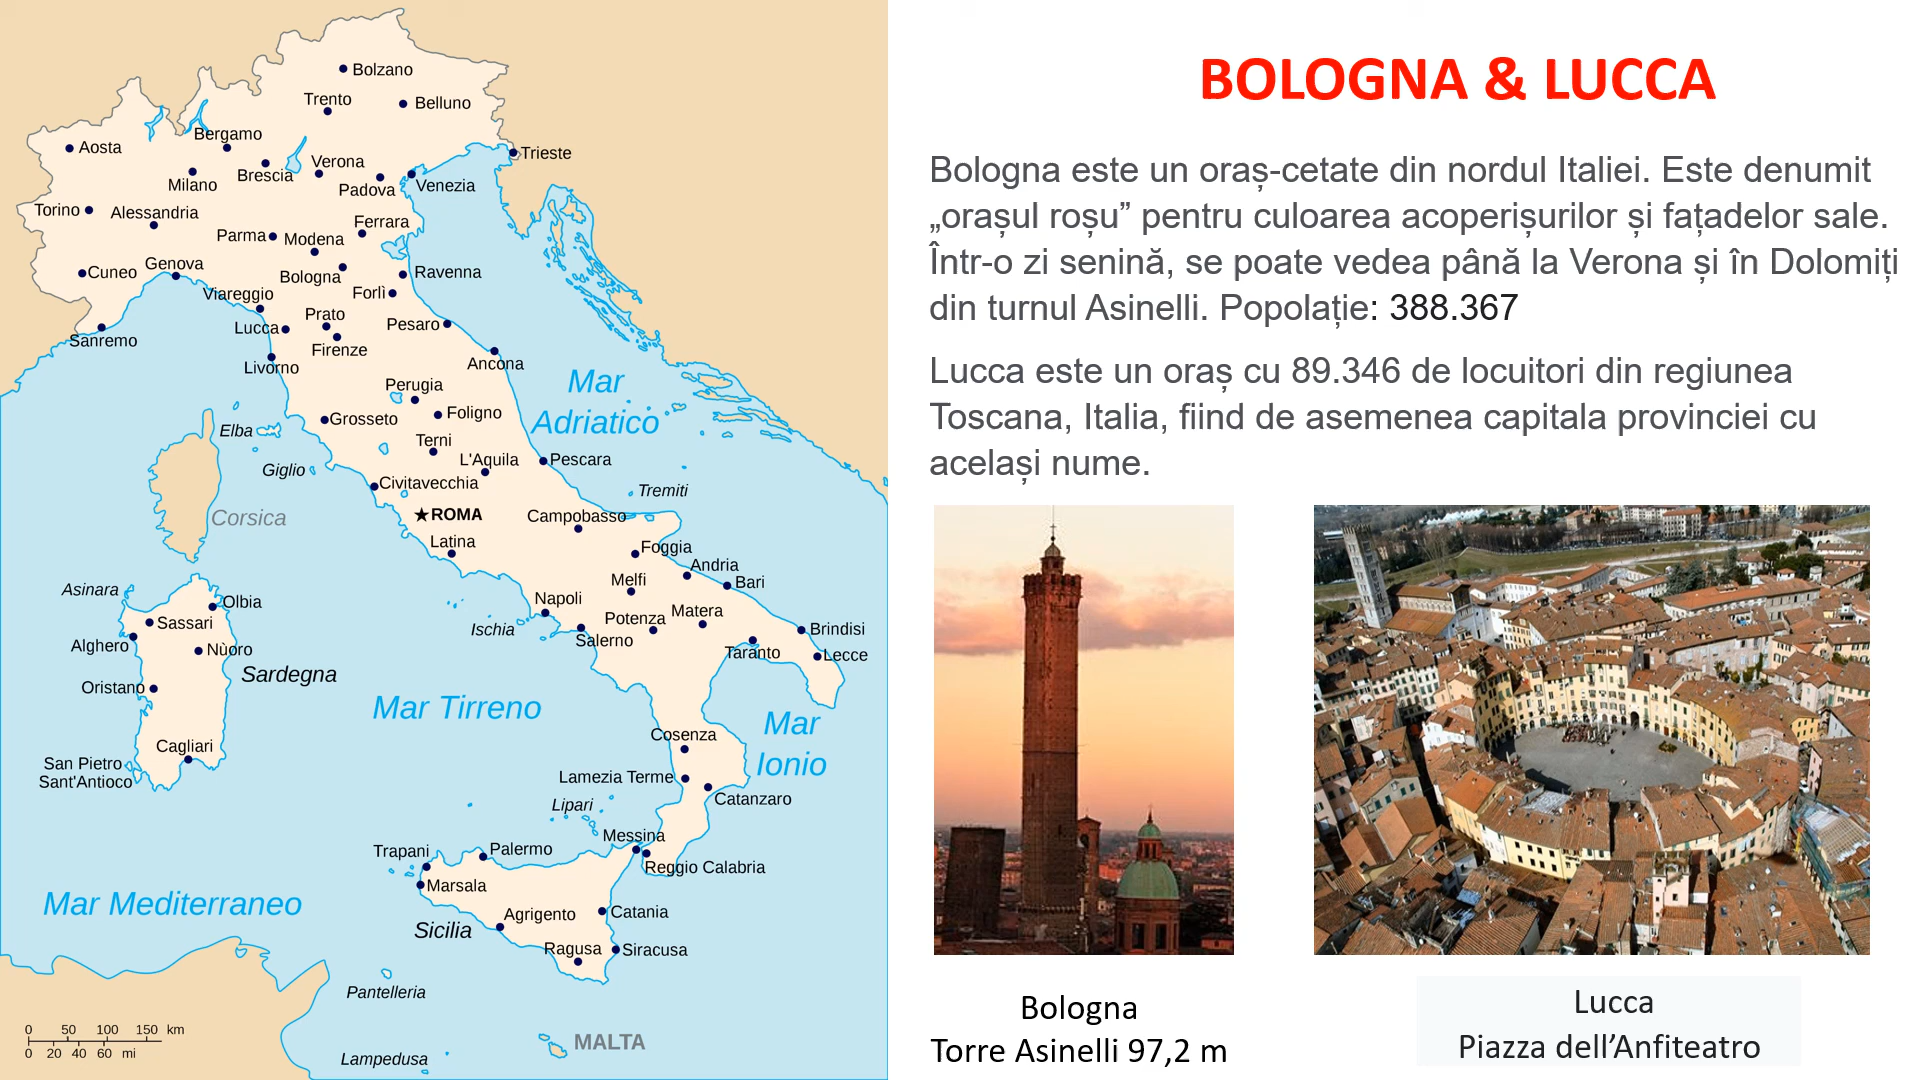 BOLOGNA & LUCCA
Bologna este un oraș-cetate din nordul Italiei. Este denumit
„orașul roșu” pentru culoarea acoperișurilor și fațadelor sale.
Într-o zi senină, se poate vedea până la Verona și în Dolomiți
din turnul Asinelli. Popolație: 388.367
Lucca este un oraș cu 89.346 de locuitori din regiunea
Toscana, Italia, fiind de asemenea capitala provinciei cu
același nume.
Bologna
Torre Asinelli 97,2 m
Lucca
Piazza dell’Anfiteatro
Bolzano
Trento
Belluno
Bergamo
Aosta
Trieste
Verona
Brescia
Milano
Padova
Venezia
Torino
Alessandria
Ferrara
Parma
Modena
Genova
Cuneo
Bologna
Ravenna
Viareggio
Forlì
Prato
Lucca
Pesaro
Sanremo
Firenze
Livorno
Ancona
Mar
Adriatico
Perugia
Foligno
Grosseto
Elba
Terni
L'Aquila
Pescara
Giglio
Civitavecchia
Tremiti
ROMA
Campobasso
Corsica
Latina
Foggia
Andria
Melfi
Bari
Asinara
Olbia
Napoli
Potenza
Matera
Sassari
Ischia
Salerno
Brindisi
Alghero
Nùoro
Taranto
Lecce
Sardegna
Oristano
Mar Tirreno
Mar
Ionio
Cosenza
Cagliari
San Pietro
Sant'Antioco
Lamezia Terme
Catanzaro
Lipari
Messina
Trapani
Palermo
Reggio Calabria
Marsala
Mar Mediterraneo
Agrigento
Catania
Sicilia
Ragusa
Siracusa
Pantelleria
MALTA
Lampedusa
0 50 100 150 km
0 20 40 60 mi